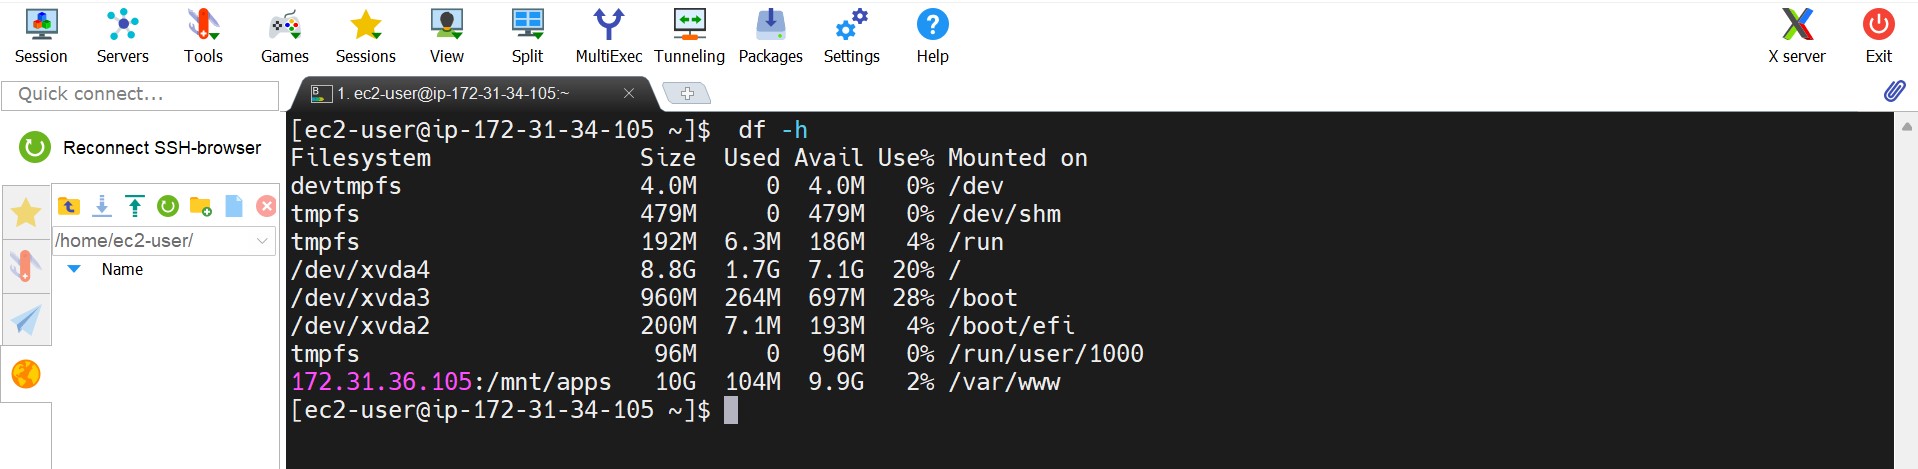 Session Servers Tools Games Sessions View Split MultiExec Tunneling Packages Settings Help X server Exit
Quick connect...
1. ec2-user@ip-172-31-34-105:~
Reconnect SSH-browser
/home/ec2-user/
Name
[ec2-user@ip-172-31-34-105 ~]$  df -h
Filesystem               Size  Used Avail Use% Mounted on
devtmpfs                 4.0M     0  4.0M   0% /dev
tmpfs                    479M     0  479M   0% /dev/shm
tmpfs                    192M  6.3M  186M   4% /run
/dev/xvda4               8.8G  1.7G  7.1G  20% /
/dev/xvda3               960M  264M  697M  28% /boot
/dev/xvda2               200M  7.1M  193M   4% /boot/efi
tmpfs                     96M     0   96M   0% /run/user/1000
172.31.36.105:/mnt/apps   10G  104M  9.9G   2% /var/www
[ec2-user@ip-172-31-34-105 ~]$